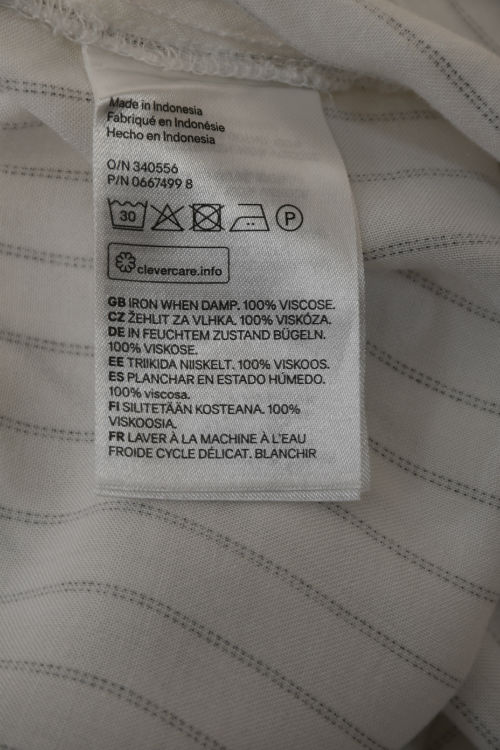 Made in Indonesia
Fabriqué en Indonésie
Hecho en Indonesia
O/N 340556
P/N 0667499 8
30 P
clevercare.info
GB IRON WHEN DAMP. 100% VISCOSE.
CZ ŽEHLIT ZA VLHKA. 100% VISKÓZA.
DE IN FEUCHTEM ZUSTAND BÜGELN.
100% VISKOSE.
EE TRIIKIDA NIISKELT. 100% VISKOOS.
ES PLANCHAR EN ESTADO HÚMEDO.
100% viscosa.
FI SILITETÄÄN KOSTEANA. 100%
VISKOOSIA.
FR LAVER À LA MACHINE À L'EAU
FROIDE CYCLE DÉLICAT. BLANCHIR